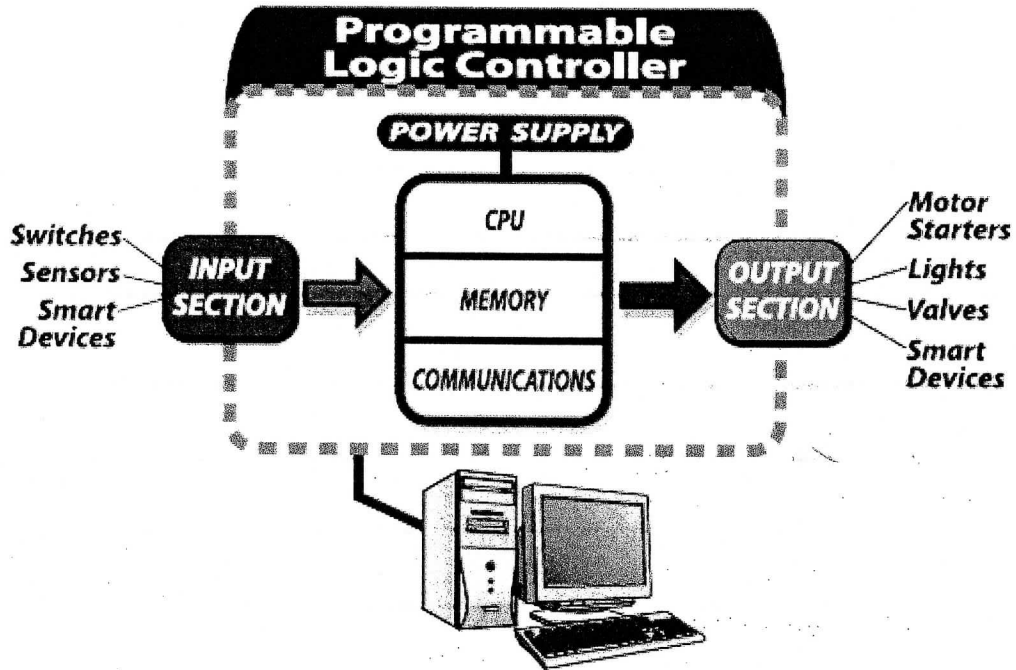 Programmable
Logic Controller
POWER SUPPLY
CPU
MEMORY
COMMUNICATIONS
Switches
Sensors
Smart
Devices
INPUT
SECTION
OUTPUT
SECTION
Motor
Starters
Lights
Valves
Smart
Devices